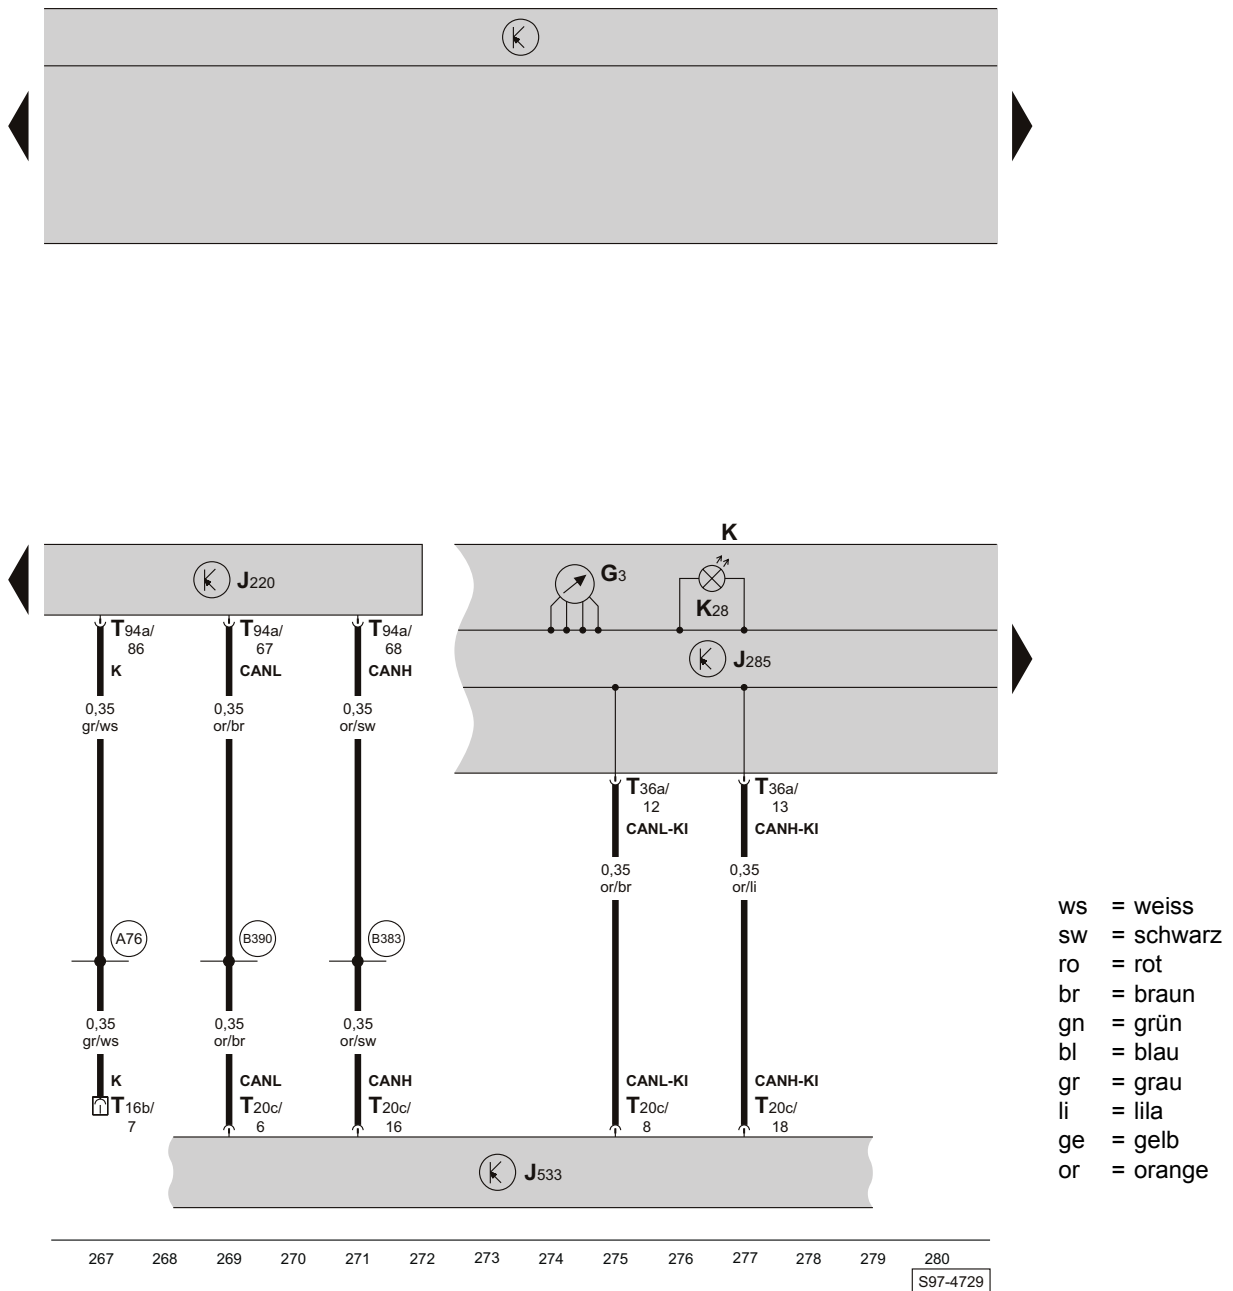 K
J220
G3
K28
J285
T94a/
86
K
T94a/
67
CANL
T94a/
68
CANH
0,35
gr/ws
0,35
or/br
0,35
or/sw
T36a/
12
CANL-KI
T36a/
13
CANH-KI
0,35
or/br
0,35
or/li
A76
B390
B383
0,35
gr/ws
0,35
or/br
0,35
or/sw
K
T16b/
7
CANL
T20c/
6
CANH
T20c/
16
CANL-KI
T20c/
8
CANH-KI
T20c/
18
J533
267 268 269 270 271 272 273 274 275 276 277 278 279 280
S97-4729
ws = weiss
sw = schwarz
ro = rot
br = braun
gn = grün
bl = blau
gr = grau
li = lila
ge = gelb
or = orange